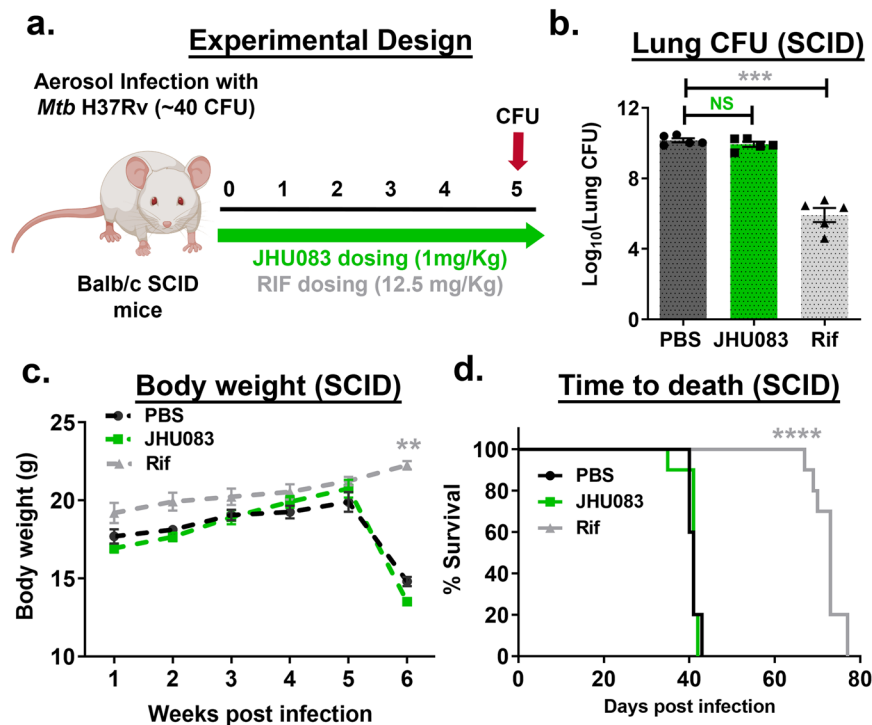 a.
Experimental Design
Aerosol Infection with
Mtb H37Rv (~40 CFU)
CFU
0 1 2 3 4 5
JHU083 dosing (1mg/Kg)
RIF dosing (12.5 mg/Kg)
Balb/c SCID
mice
b.
Lung CFU (SCID)
***
NS
12
8
4
0
Log10(Lung CFU)
PBS JHU083 Rif
c.
Body weight (SCID)
PBS
JHU083
Rif
**
25
20
15
10
Body weight (g)
1 2 3 4 5 6
Weeks post infection
d.
Time to death (SCID)
****
PBS
JHU083
Rif
100
80
60
40
20
0
% Survival
0 20 40 60 80
Days post infection